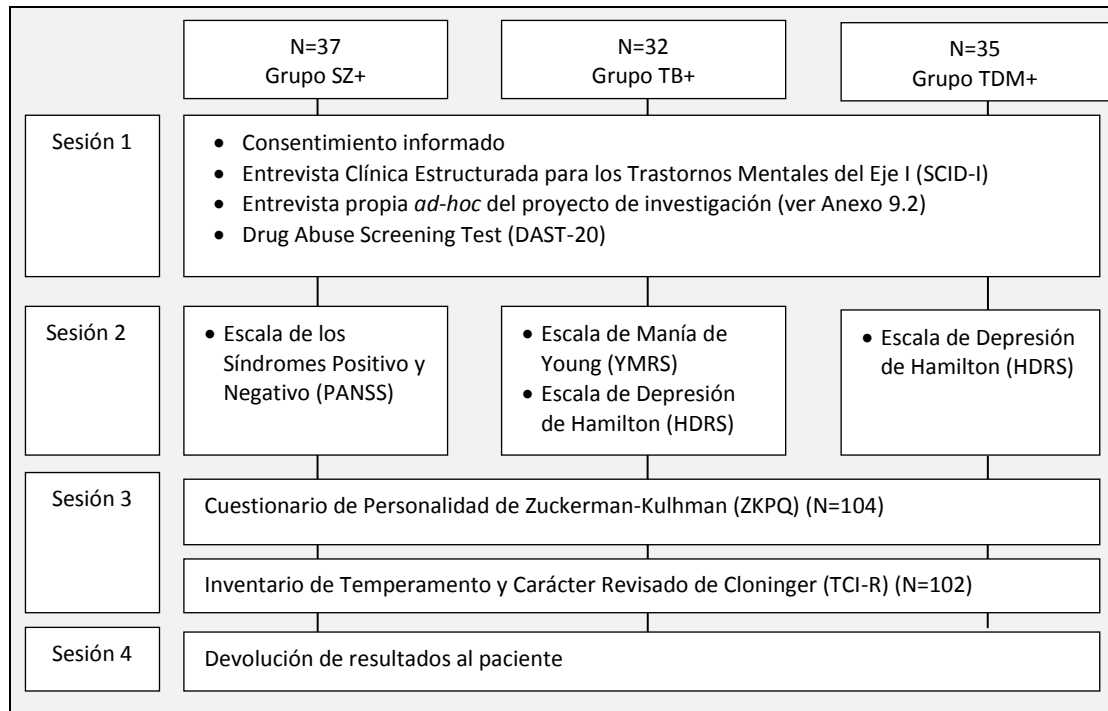 N=37
Grupo SZ+
N=32
Grupo TB+
N=35
Grupo TDM+
Sesión 1
• Consentimiento informado
• Entrevista Clínica Estructurada para los Trastornos Mentales del Eje I (SCID-I)
• Entrevista propia ad-hoc del proyecto de investigación (ver Anexo 9.2)
• Drug Abuse Screening Test (DAST-20)
Sesión 2
• Escala de los
Síndromes Positivo y
Negativo (PANSS)
• Escala de Manía de
Young (YMRS)
• Escala de Depresión
de Hamilton (HDRS)
• Escala de Depresión
de Hamilton (HDRS)
Sesión 3
Cuestionario de Personalidad de Zuckerman-Kulhman (ZKPQ) (N=104)
Inventario de Temperamento y Carácter Revisado de Cloninger (TCI-R) (N=102)
Sesión 4
Devolución de resultados al paciente